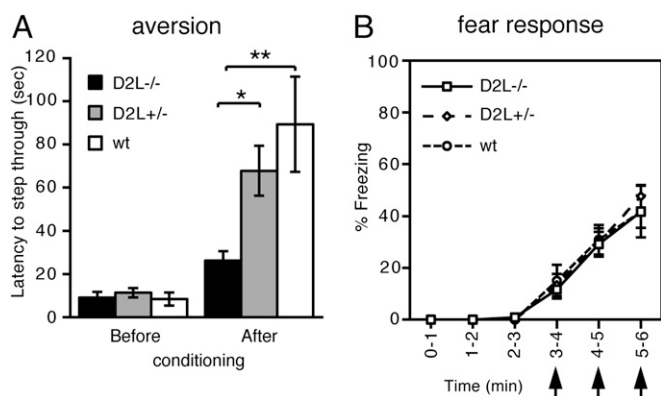 A
aversion
Latency to step through (sec)
120
100
80
60
40
20
0
D2L-/-
D2L+/-
wt
*
**
Before
After
conditioning
B
fear response
% Freezing
100
80
60
40
20
0
D2L-/-
D2L+/-
wt
0-1
1-2
2-3
3-4
4-5
5-6
Time (min)